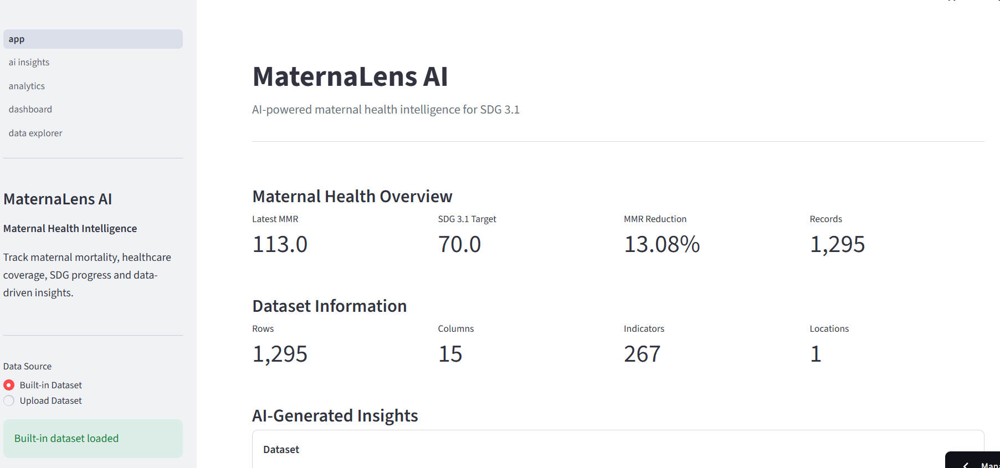 app
ai insights
analytics
dashboard
data explorer
MaternaLens AI
Maternal Health Intelligence
Track maternal mortality, healthcare
coverage, SDG progress and data-
driven insights.
Data Source
Built-in Dataset
Upload Dataset
Built-in dataset loaded
MaternaLens AI
AI-powered maternal health intelligence for SDG 3.1
Maternal Health Overview
Latest MMR SDG 3.1 Target MMR Reduction Records
113.0 70.0 13.08% 1,295
Dataset Information
Rows Columns Indicators Locations
1,295 15 267 1
AI-Generated Insights
Dataset